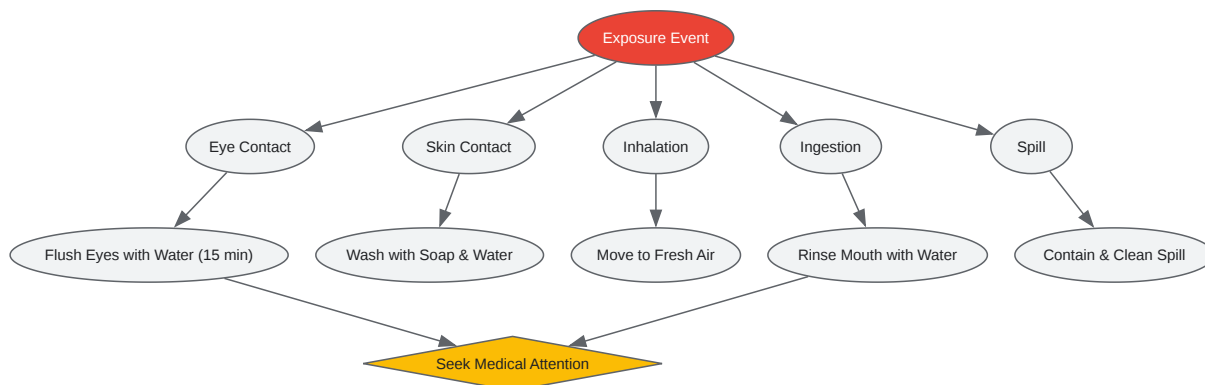 Exposure Event
Eye Contact
Skin Contact
Inhalation
Ingestion
Spill
Flush Eyes with Water (15 min)
Wash with Soap & Water
Move to Fresh Air
Rinse Mouth with Water
Contain & Clean Spill
Seek Medical Attention